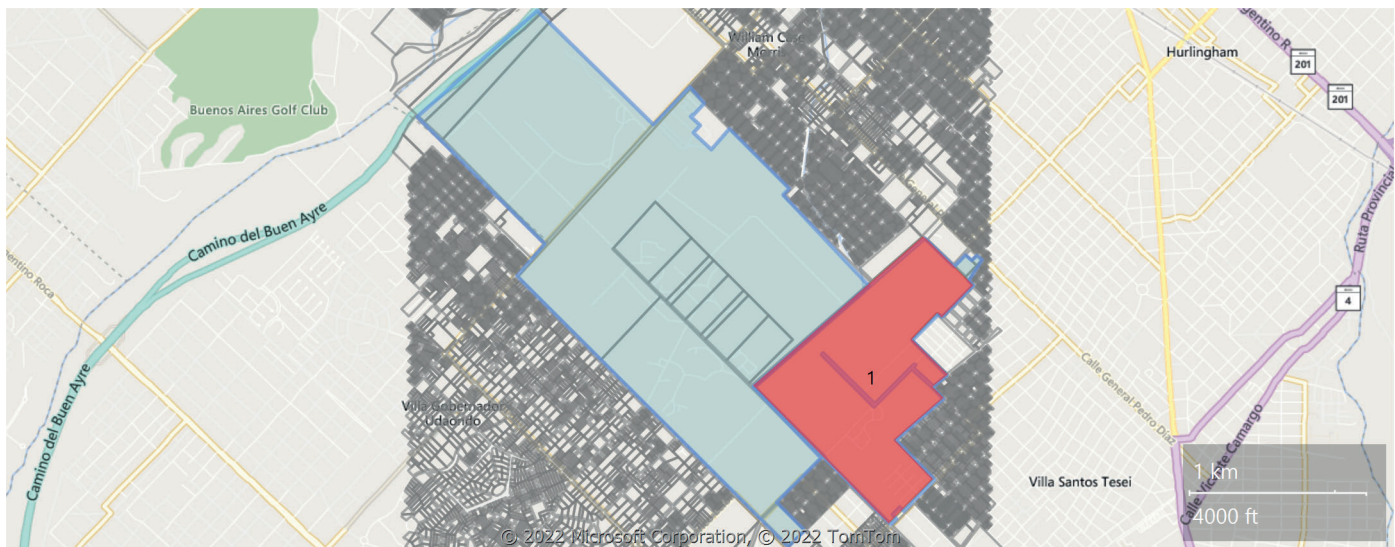 William C
Morris
Hurlingham
201
201
Buenos Aires Golf Club
Camino del Buen Ayre
entino Roca
Ruta Provincial
4
1
Calle General Pedro Díaz
Villa Gobernador
Udaondo
Camino del Buen Ayre
Calle Vicente Camargo
Villa Santos Tesei
1 km
4000 ft
© 2022 Microsoft Corporation, © 2022 TomTom